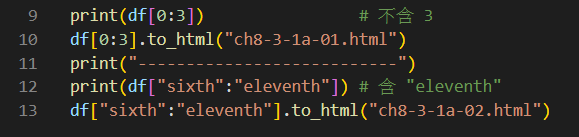 9 print(df[0:3]) # 不含 3
10 df[0:3].to_html("ch8-3-1a-01.html")
11 print("---------------------------")
12 print(df["sixth":"eleventh"]) # 含 "eleventh"
13 df["sixth":"eleventh"].to_html("ch8-3-1a-02.html")